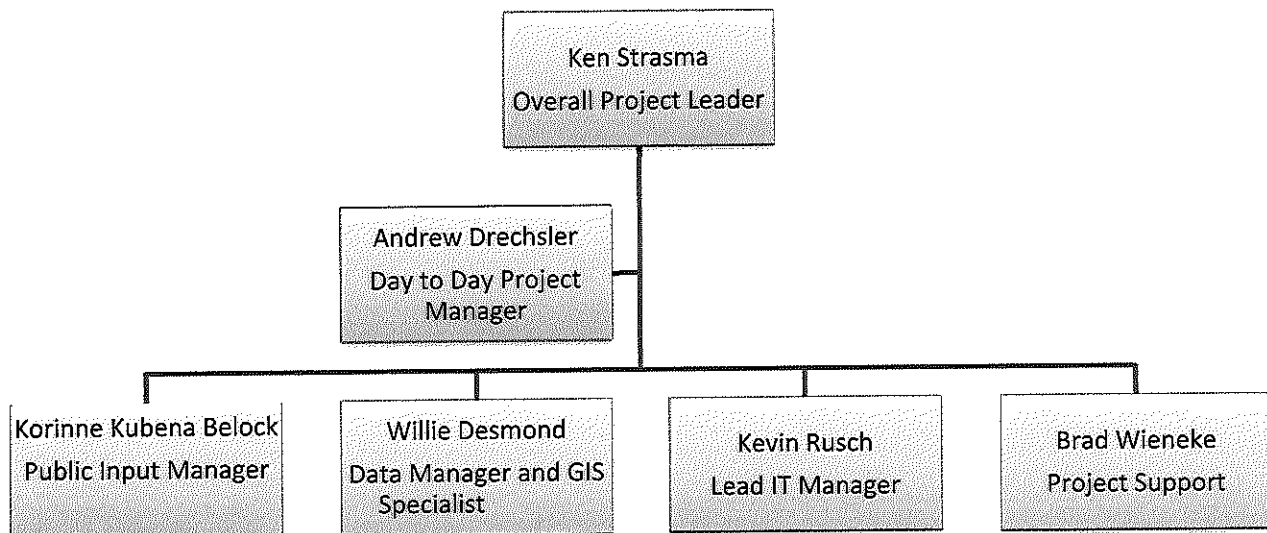 Ken Strasma
Overall Project Leader
Andrew Drechsler
Day to Day Project
Manager
Korinne Kubena Belock
Public Input Manager
Willie Desmond
Data Manager and GIS
Specialist
Kevin Rusch
Lead IT Manager
Brad Wieneke
Project Support